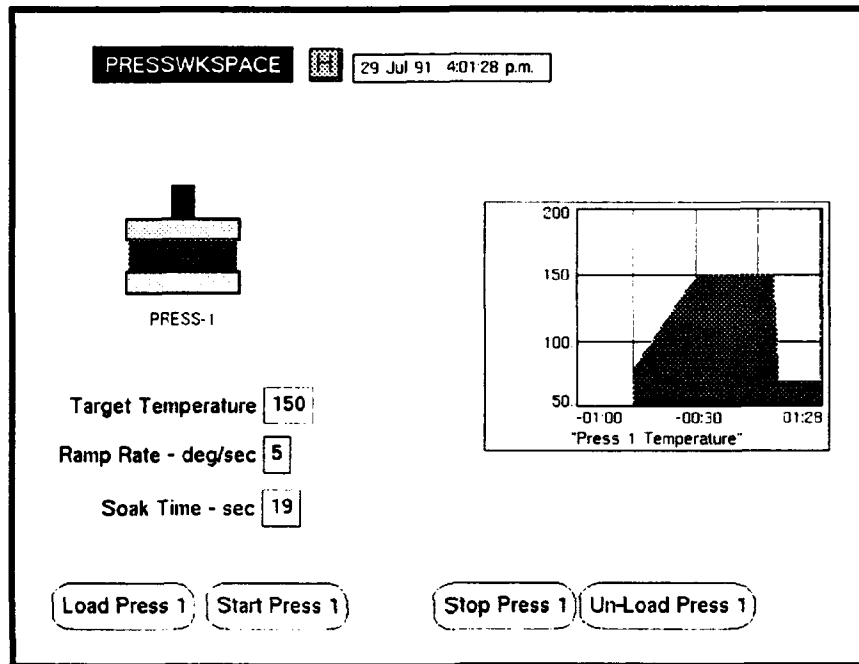 PRESSWKSPACE
H
29 Jul 91 4:01:28 p.m.
PRESS-1
200
150
100
50
-01:00 -00:30 01:28
"Press 1 Temperature"
Target Temperature 150
Ramp Rate - deg/sec 5
Soak Time - sec 19
Load Press 1 Start Press 1 Stop Press 1 Un-Load Press 1